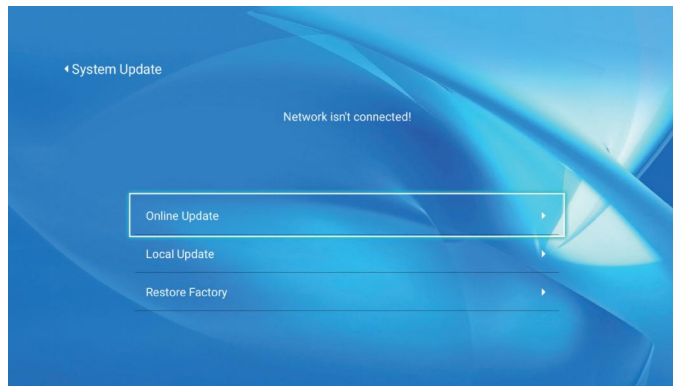 System Update
Network isn't connected!
Online Update
Local Update
Restore Factory